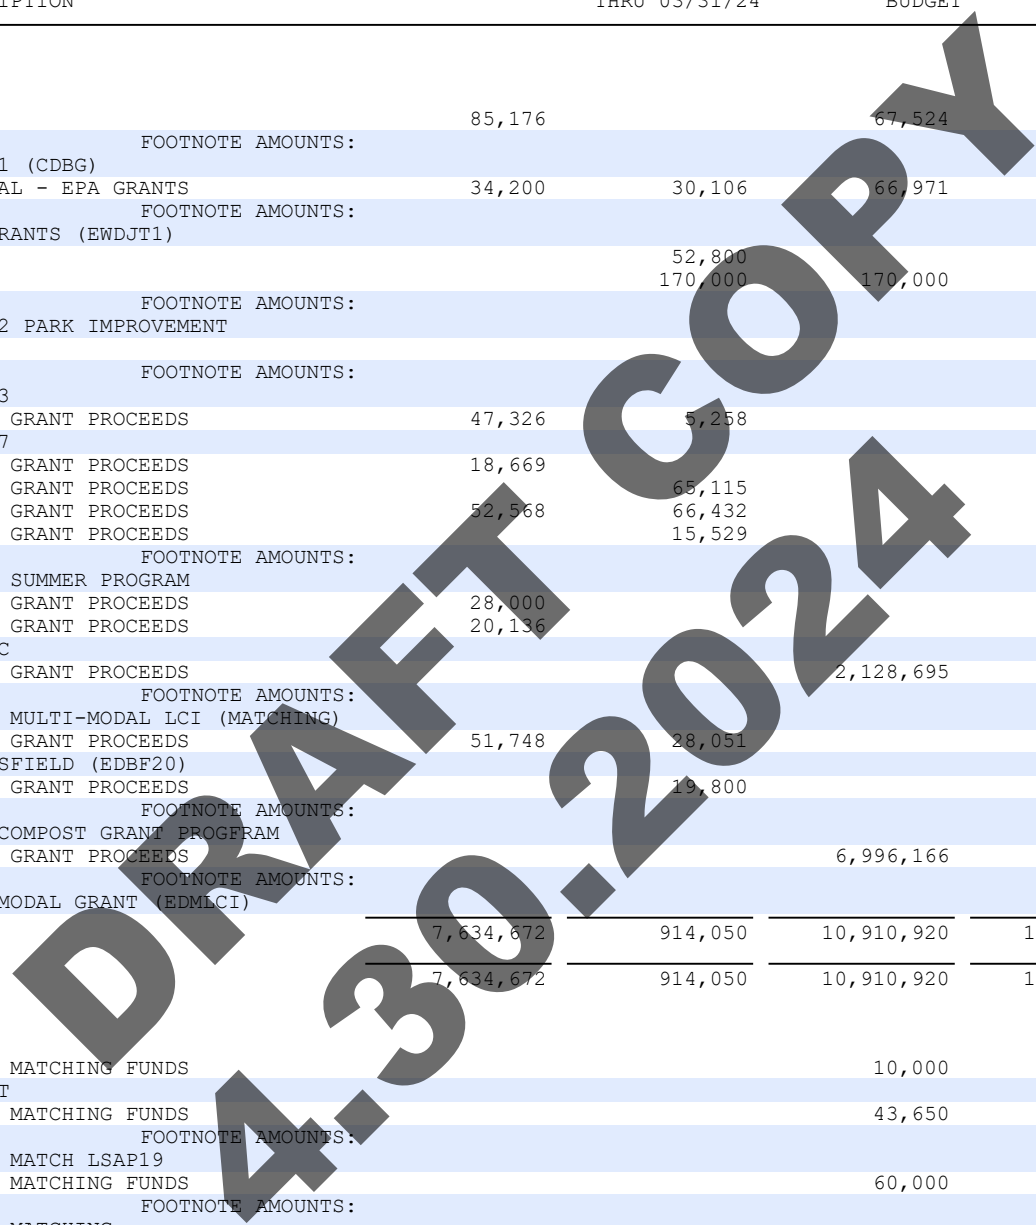 IPTION THRU 03/31/24 BUDGET
85,176 67,524
FOOTNOTE AMOUNTS:
1 (CDBG)
AL - EPA GRANTS 34,200 30,106 66,971
FOOTNOTE AMOUNTS:
RANTS (EWDJT1)
52,800
170,000 170,000
FOOTNOTE AMOUNTS:
2 PARK IMPROVEMENT
FOOTNOTE AMOUNTS:
3
GRANT PROCEEDS 47,326 5,258
7
GRANT PROCEEDS 18,669
GRANT PROCEEDS 65,115
GRANT PROCEEDS 52,568 66,432
GRANT PROCEEDS 15,529
FOOTNOTE AMOUNTS:
SUMMER PROGRAM
GRANT PROCEEDS 28,000
GRANT PROCEEDS 20,136
C
GRANT PROCEEDS 2,128,695
FOOTNOTE AMOUNTS:
MULTI-MODAL LCI (MATCHING)
GRANT PROCEEDS 51,748 28,051
SFIELD (EDBF20)
GRANT PROCEEDS 19,800
FOOTNOTE AMOUNTS:
COMPOST GRANT PROGFRAM
GRANT PROCEEDS 6,996,166
FOOTNOTE AMOUNTS:
MODAL GRANT (EDMLCI)
7,634,672 914,050 10,910,920 1
7,634,672 914,050 10,910,920 1
MATCHING FUNDS 10,000
T
MATCHING FUNDS 43,650
FOOTNOTE AMOUNTS:
MATCH LSAP19
MATCHING FUNDS 60,000
FOOTNOTE AMOUNTS:
MATCHING
DRAFT COPY
4.30.2024